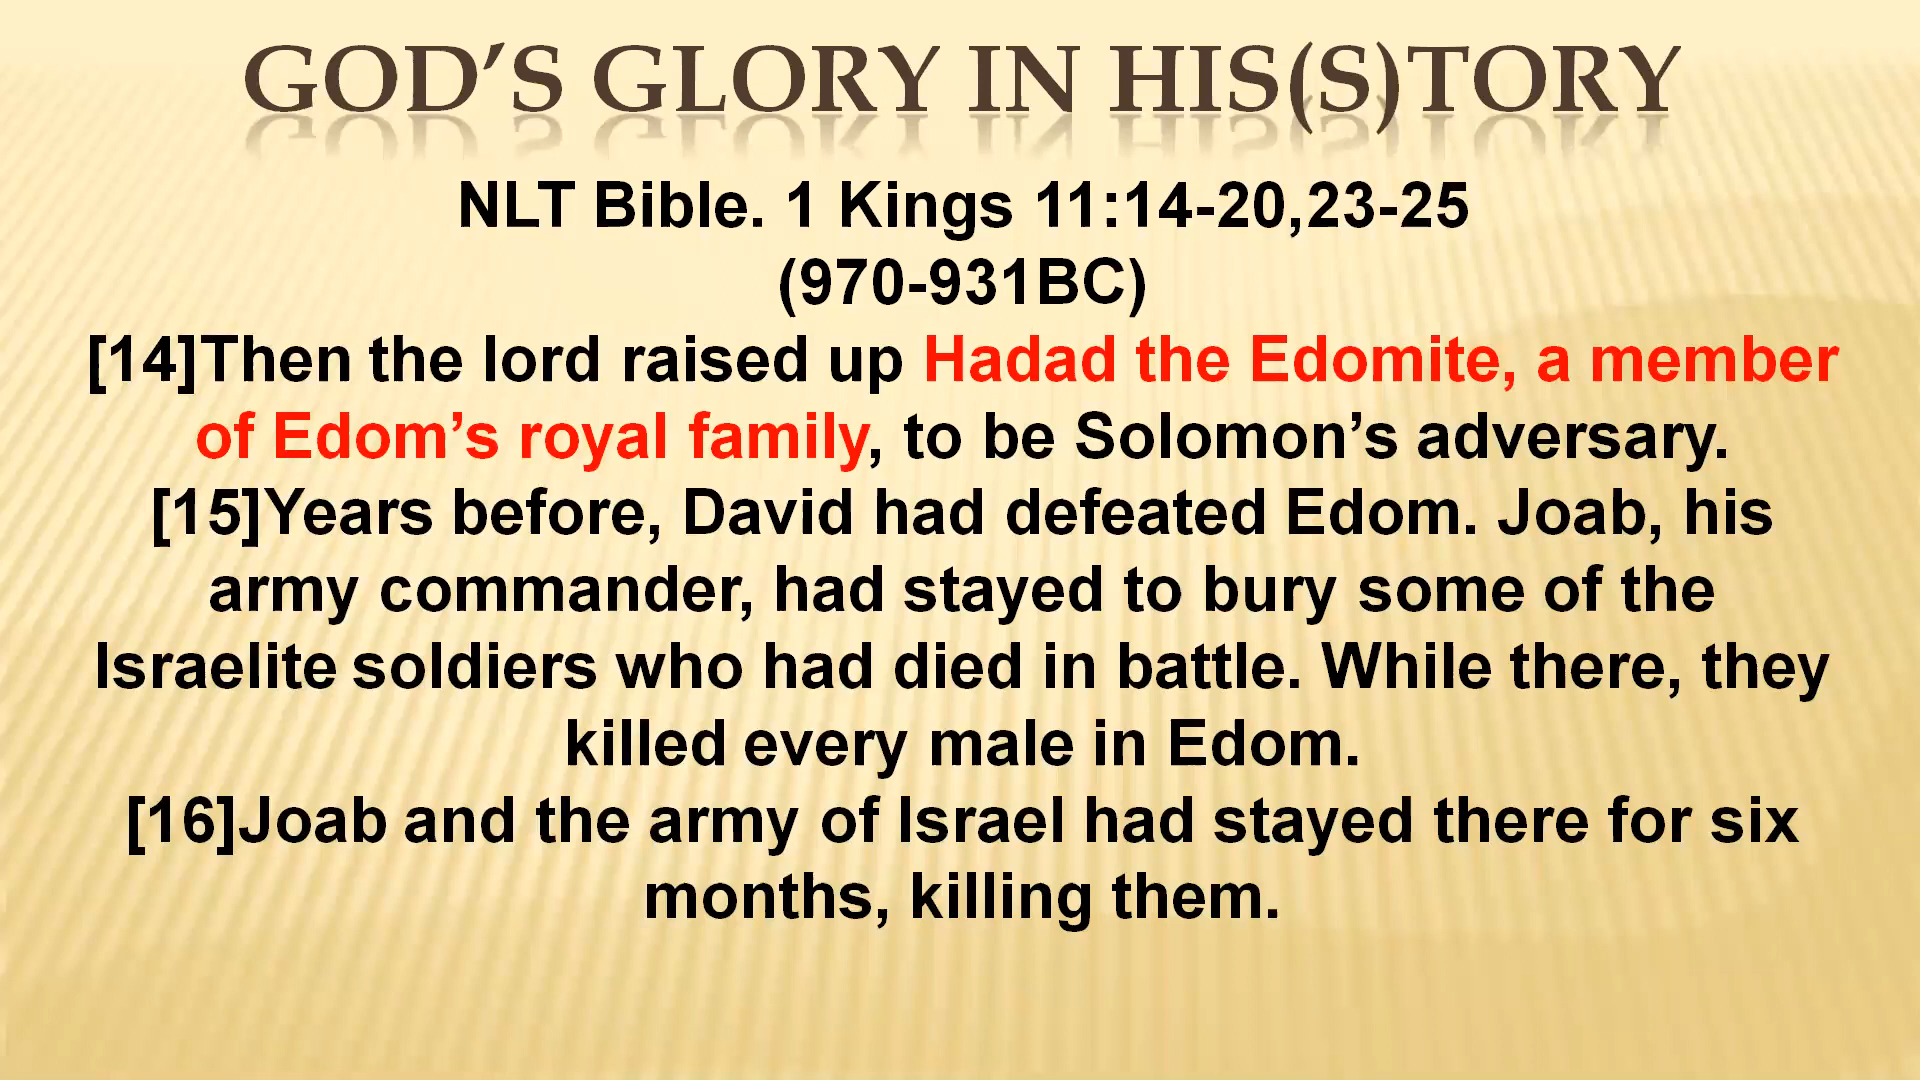 GOD’S GLORY IN HIS(S)TORY
NLT Bible. 1 Kings 11:14-20,23-25
(970-931BC)
[14]Then the lord raised up Hadad the Edomite, a member
of Edom’s royal family, to be Solomon’s adversary.
[15]Years before, David had defeated Edom. Joab, his
army commander, had stayed to bury some of the
Israelite soldiers who had died in battle. While there, they
killed every male in Edom.
[16]Joab and the army of Israel had stayed there for six
months, killing them.